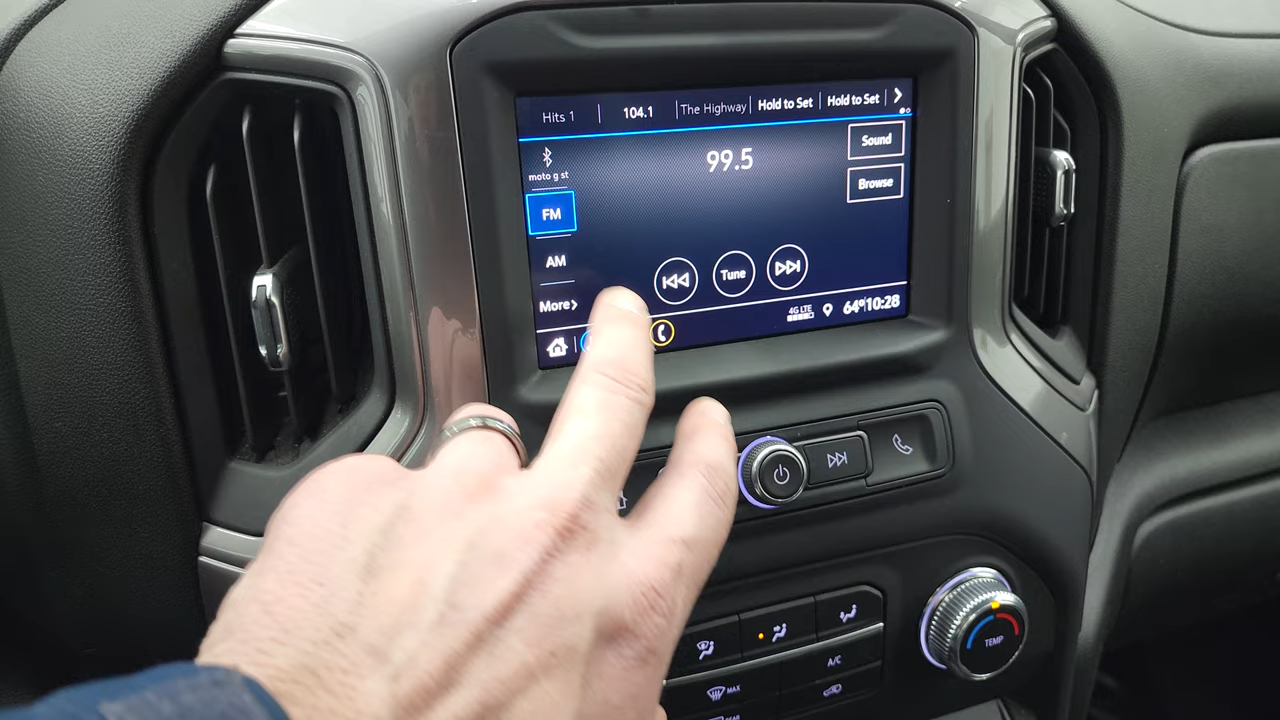 Hits 1
104.1
The Highway
Hold to Set
Hold to Set
99.5
Sound
moto g st
Browse
FM
AM
Tune
More
4G LTE
64° 10:28
TEMP
A/C
MAX
REAR